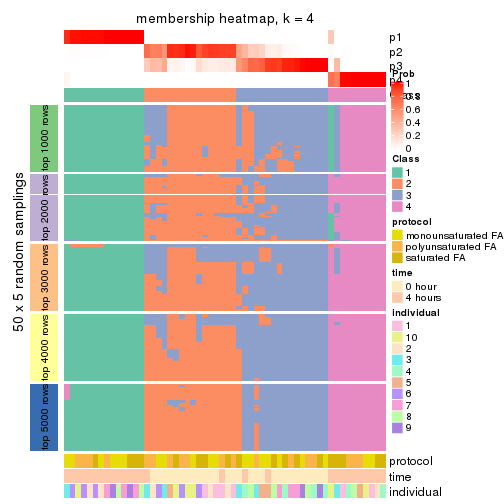 membership heatmap, k = 4
p1
p2
p3
p4
Prob
1
0.8
0.6
0.4
0.2
0
Class
1
2
3
4
protocol
monounsaturated FA
polyunsaturated FA
saturated FA
time
0 hour
4 hours
individual
1
10
2
3
4
5
6
7
8
9
50 x 5 random samplings
top 1000 rows
top 2000 rows
top 3000 rows
top 4000 rows
top 5000 rows
protocol
time
individual